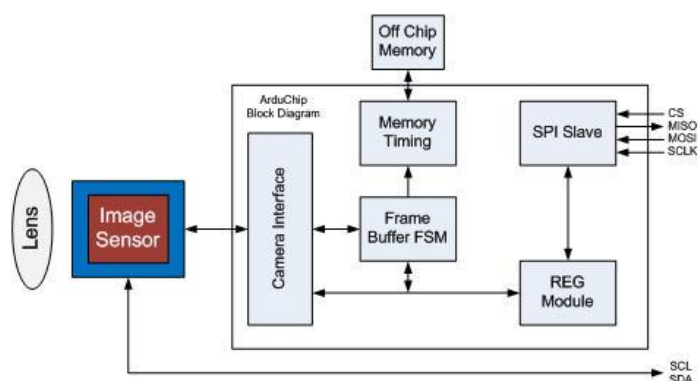 Off Chip
Memory
ArduChip
Block Diagram
Memory
Timing
SPI Slave
CS
MISO
MOSI
SCLK
Lens
Image
Sensor
Camera Interface
Frame
Buffer FSM
REG
Module
SCL
SDA